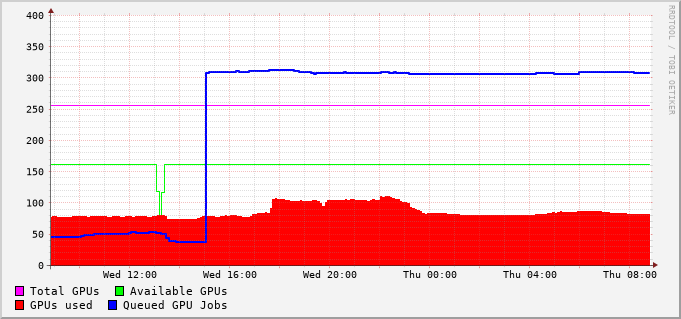 400
350
300
250
200
150
100
50
0
Wed 12:00 Wed 16:00 Wed 20:00 Thu 00:00 Thu 04:00 Thu 08:00
Total GPUs Available GPUs
GPUs used Queued GPU Jobs
RRDTOOL / TOBI OETIKER